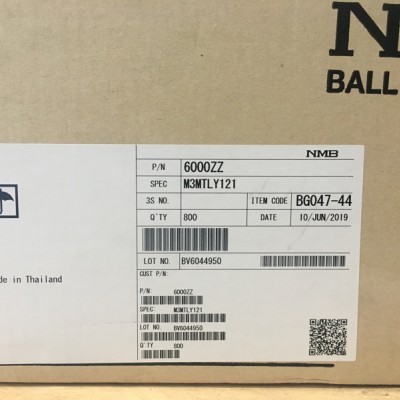 N
BALL
NMB
P/N 6000ZZ
SPEC M3MTLY121
3S NO. ITEM CODE BG047-44
Q'TY 800 DATE 10/JUN/2019
LOT NO. BV6044950
CUST P/N:
de in Thailand
P/N: 6000ZZ
SPEC: M3MTLY121
LOT NO: BV6044950
Q'TY 800